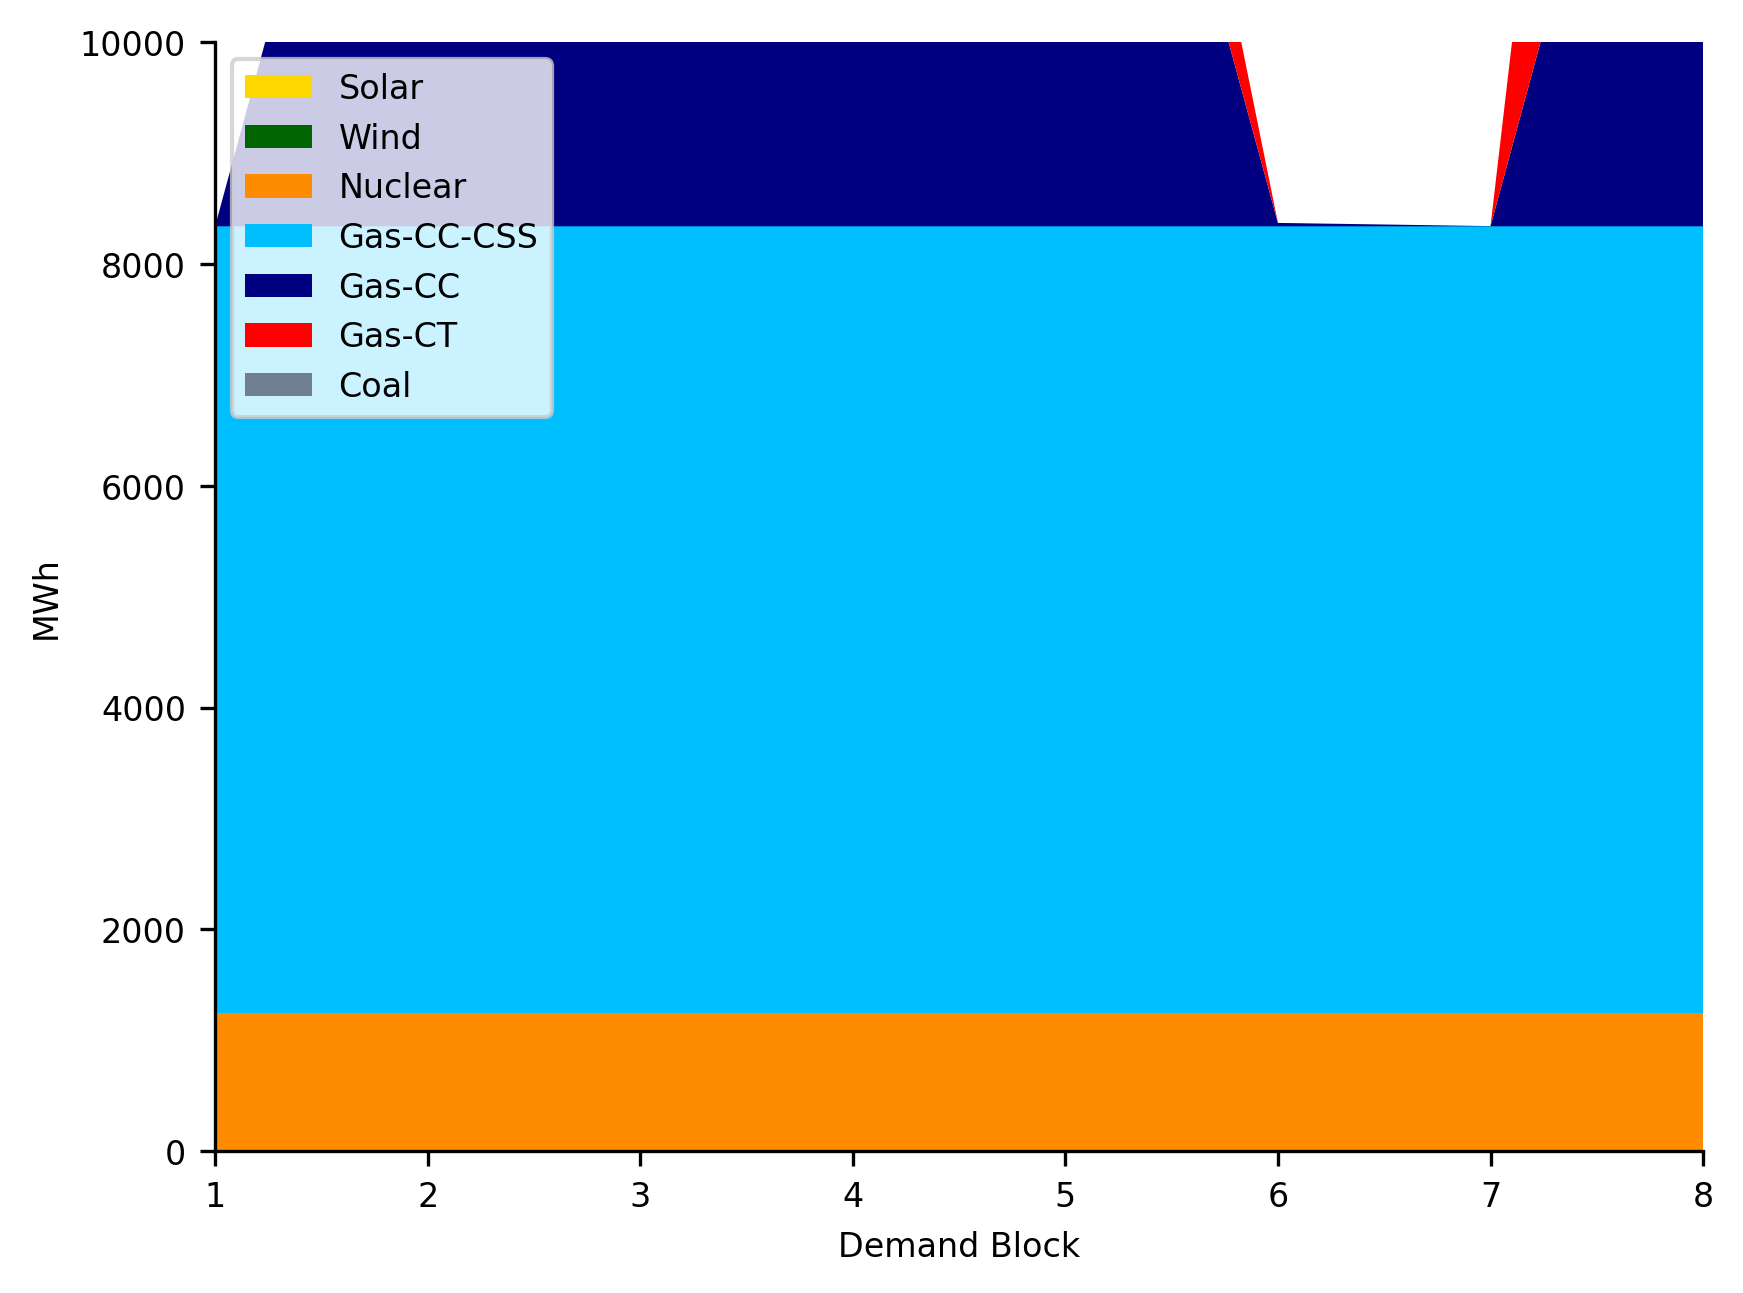 10000
8000
6000
4000
2000
0
MWh
Solar
Wind
Nuclear
Gas-CC-CSS
Gas-CC
Gas-CT
Coal
1 2 3 4 5 6 7 8
Demand Block